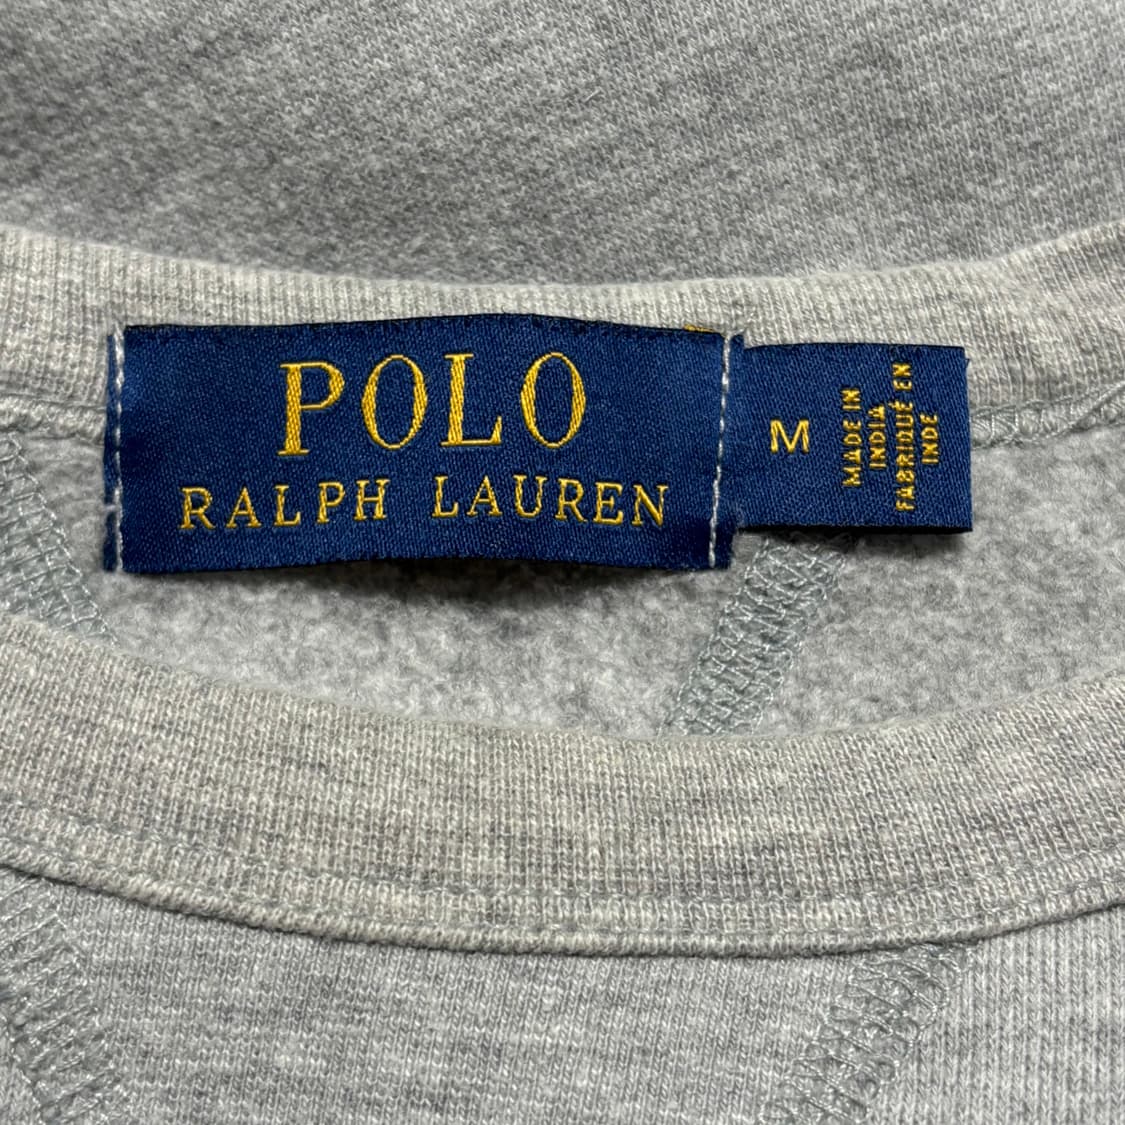 POLO
RALPH LAUREN
M
MADE IN
INDIA
FABRIQUÉ EN
INDE